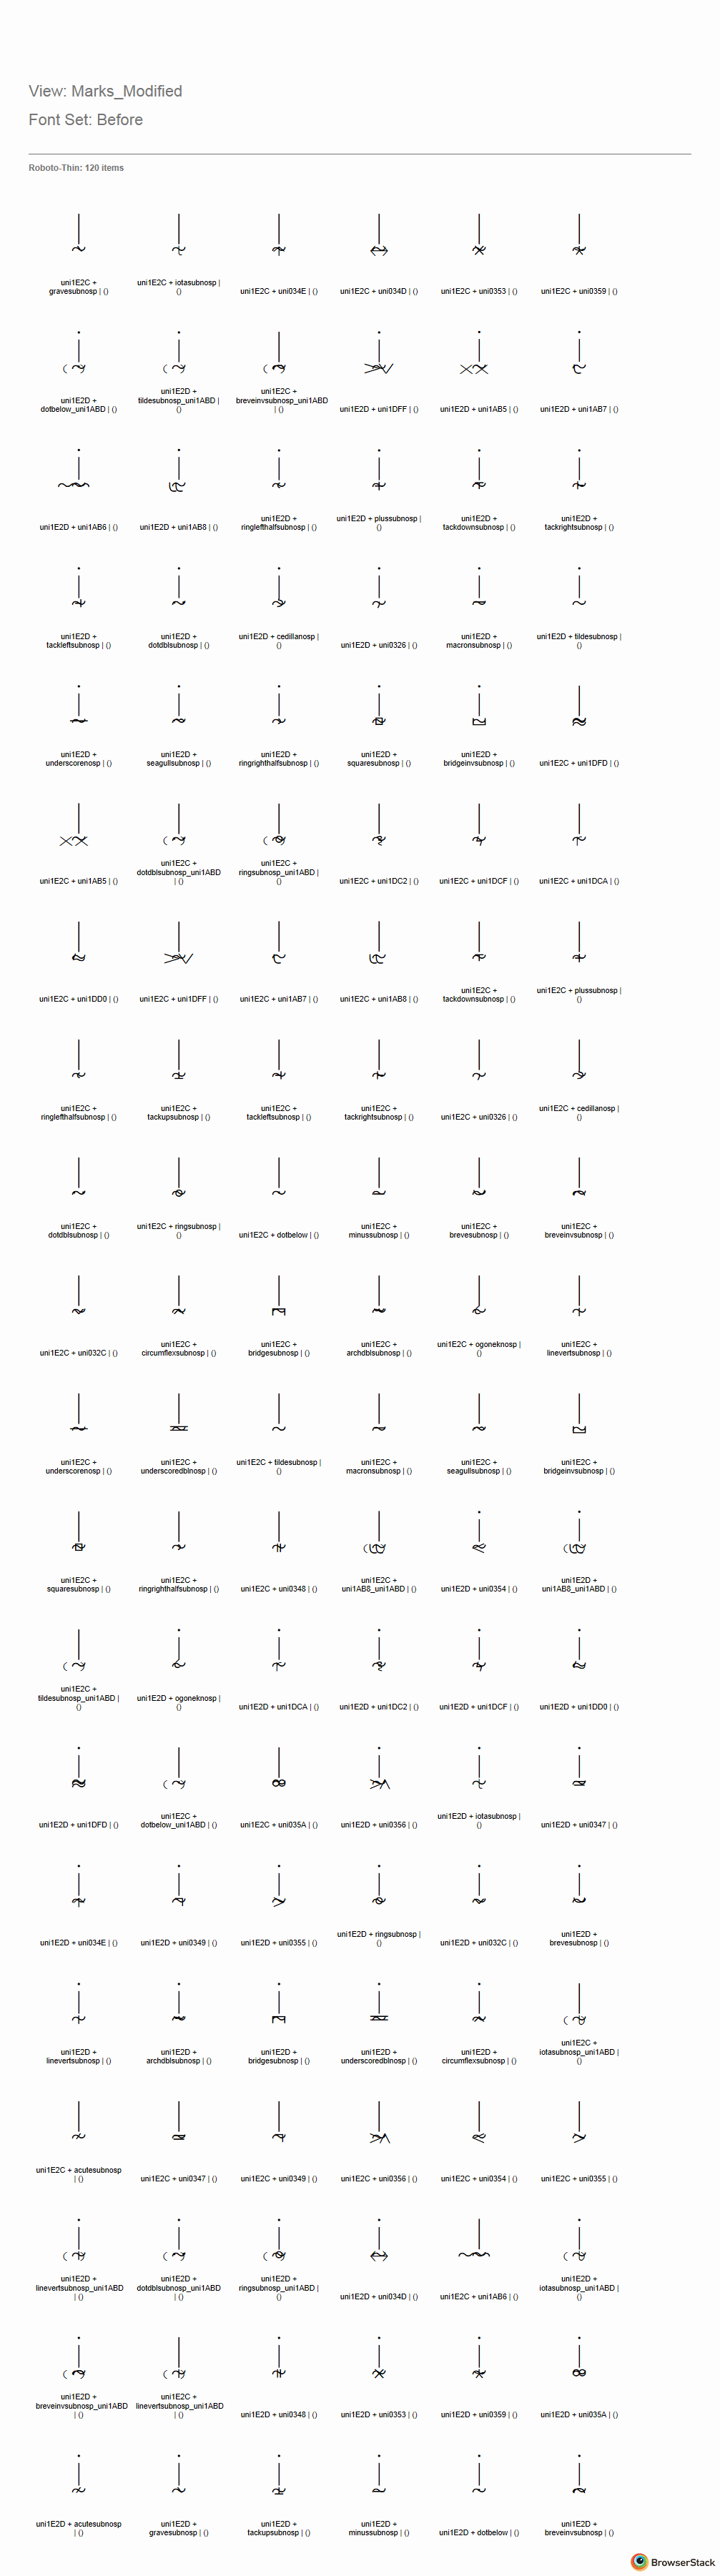 View: Marks_Modified
Font Set: Before
Roboto-Thin: 120 items
uni1E2C +
gravesubnosp | ()
uni1E2C + iotasubnosp |
()
uni1E2C + uni034E | ()
uni1E2C + uni034D | ()
uni1E2C + uni0353 | ()
uni1E2C + uni0359 | ()
uni1E2D +
dotbelow_uni1ABD | ()
uni1E2D +
tildesubnosp_uni1ABD |
()
uni1E2C +
breveinvsubnosp_uni1ABD
| ()
uni1E2D + uni1DFF | ()
uni1E2D + uni1AB5 | ()
uni1E2D + uni1AB7 | ()
uni1E2D + uni1AB6 | ()
uni1E2D + uni1AB8 | ()
uni1E2D +
ringlefthalfsubnosp | ()
uni1E2D + plussubnosp |
()
uni1E2D +
tackdownsubnosp | ()
uni1E2D +
tackrightsubnosp | ()
uni1E2D +
tackleftsubnosp | ()
uni1E2D +
dotdblsubnosp | ()
uni1E2D + cedillanosp |
()
uni1E2D + uni0326 | ()
uni1E2D +
macronsubnosp | ()
uni1E2D + tildesubnosp |
()
uni1E2D +
underscorenosp | ()
uni1E2D +
seagullsubnosp | ()
uni1E2D +
ringrighthalfsubnosp | ()
uni1E2D +
squaresubnosp | ()
uni1E2D +
bridgeinvsubnosp | ()
uni1E2C + uni1DFD | ()
uni1E2C + uni1AB5 | ()
uni1E2C +
dotdblsubnosp_uni1ABD
| ()
uni1E2C +
ringsubnosp_uni1ABD |
()
uni1E2C + uni1DC2 | ()
uni1E2C + uni1DCF | ()
uni1E2C + uni1DCA | ()
uni1E2C + uni1DD0 | ()
uni1E2C + uni1DFF | ()
uni1E2C + uni1AB7 | ()
uni1E2C + uni1AB8 | ()
uni1E2C +
tackdownsubnosp | ()
uni1E2C + plussubnosp |
()
uni1E2C +
ringlefthalfsubnosp | ()
uni1E2C +
tackupsubnosp | ()
uni1E2C +
tackleftsubnosp | ()
uni1E2C +
tackrightsubnosp | ()
uni1E2C + uni0326 | ()
uni1E2C + cedillanosp |
()
uni1E2C +
dotdblsubnosp | ()
uni1E2C + ringsubnosp |
()
uni1E2C + dotbelow | ()
uni1E2C +
minussubnosp | ()
uni1E2C +
brevesubnosp | ()
uni1E2C +
breveinvsubnosp | ()
uni1E2C + uni032C | ()
uni1E2C +
circumflexsubnosp | ()
uni1E2C +
bridgesubnosp | ()
uni1E2C +
archdblsubnosp | ()
uni1E2C + ogoneknosp |
()
uni1E2C +
linevertsubnosp | ()
uni1E2C +
underscorenosp | ()
uni1E2C +
underscoredblnosp | ()
uni1E2C + tildesubnosp |
()
uni1E2C +
macronsubnosp | ()
uni1E2C +
seagullsubnosp | ()
uni1E2C +
bridgeinvsubnosp | ()
uni1E2C +
squaresubnosp | ()
uni1E2C +
ringrighthalfsubnosp | ()
uni1E2C + uni0348 | ()
uni1E2C +
uni1AB8_uni1ABD | ()
uni1E2D + uni0354 | ()
uni1E2D +
uni1AB8_uni1ABD | ()
uni1E2C +
tildesubnosp_uni1ABD |
()
uni1E2D + ogoneknosp |
()
uni1E2D + uni1DCA | ()
uni1E2D + uni1DC2 | ()
uni1E2D + uni1DCF | ()
uni1E2D + uni1DD0 | ()
uni1E2D + uni1DFD | ()
uni1E2C +
dotbelow_uni1ABD | ()
uni1E2C + uni035A | ()
uni1E2D + uni0356 | ()
uni1E2D + iotasubnosp |
()
uni1E2D + uni0347 | ()
uni1E2D + uni034E | ()
uni1E2D + uni0349 | ()
uni1E2D + uni0355 | ()
uni1E2D + ringsubnosp |
()
uni1E2D + uni032C | ()
uni1E2D +
brevesubnosp | ()
uni1E2D +
linevertsubnosp | ()
uni1E2D +
archdblsubnosp | ()
uni1E2D +
bridgesubnosp | ()
uni1E2D +
underscoredblnosp | ()
uni1E2D +
circumflexsubnosp | ()
uni1E2C +
iotasubnosp_uni1ABD |
()
uni1E2C + acutesubnosp
| ()
uni1E2C + uni0347 | ()
uni1E2C + uni0349 | ()
uni1E2C + uni0356 | ()
uni1E2C + uni0354 | ()
uni1E2C + uni0355 | ()
uni1E2D +
linevertsubnosp_uni1ABD
| ()
uni1E2D +
dotdblsubnosp_uni1ABD
| ()
uni1E2D +
ringsubnosp_uni1ABD |
()
uni1E2D + uni034D | ()
uni1E2C + uni1AB6 | ()
uni1E2D +
iotasubnosp_uni1ABD |
()
uni1E2D +
breveinvsubnosp_uni1ABD
| ()
uni1E2C +
linevertsubnosp_uni1ABD
| ()
uni1E2D + uni0348 | ()
uni1E2D + uni0353 | ()
uni1E2D + uni0359 | ()
uni1E2D + uni035A | ()
uni1E2D + acutesubnosp
| ()
uni1E2D +
gravesubnosp | ()
uni1E2D +
tackupsubnosp | ()
uni1E2D +
minussubnosp | ()
uni1E2D + dotbelow | ()
uni1E2D +
breveinvsubnosp | ()
BrowserStack